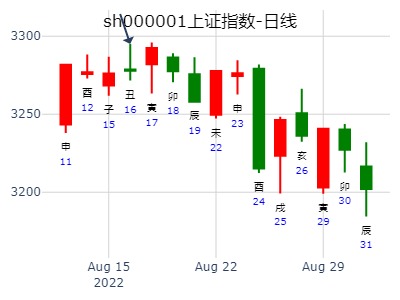 sh000001上证指数-日线
3300
3250
3200
申
11
酉
12
子
15
丑
16
寅
17
卯
18
辰
19
未
22
申
23
酉
24
戌
25
亥
26
寅
29
卯
30
辰
31
Aug 15
2022
Aug 22
Aug 29